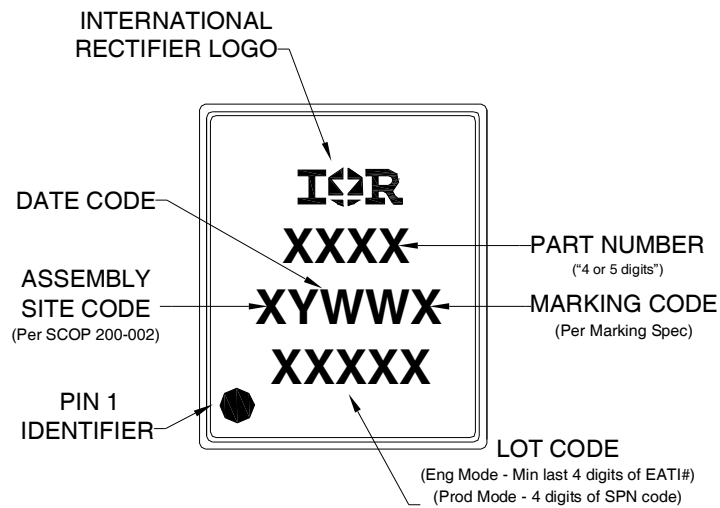 INTERNATIONAL
RECTIFIER LOGO
IOR
DATE CODE
XXXX
PART NUMBER
(“4 or 5 digits”)
ASSEMBLY
SITE CODE
(Per SCOP 200-002)
XYWWX
MARKING CODE
(Per Marking Spec)
XXXXX
PIN 1
IDENTIFIER
LOT CODE
(Eng Mode - Min last 4 digits of EATI#)
(Prod Mode - 4 digits of SPN code)